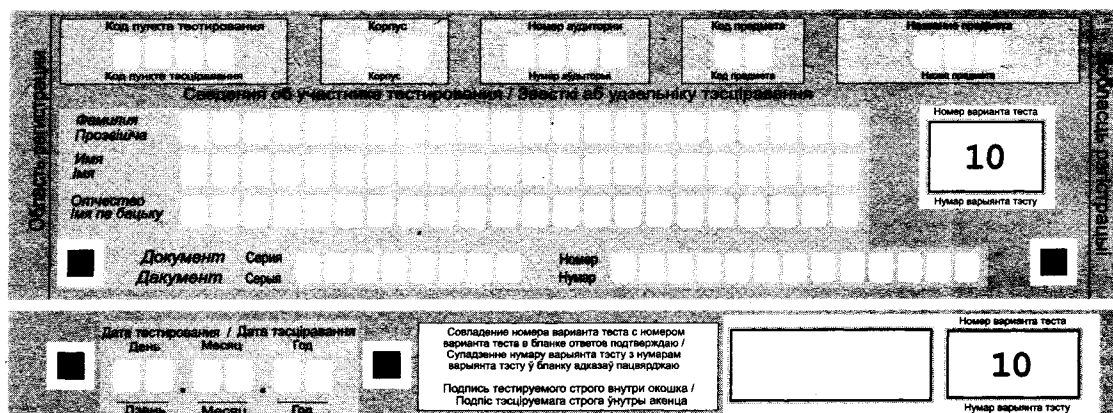 Код пункта тестирования Корпус Номер аудитории Код предмета Название предмета
Код пункта тэсціравання Корпус Нумар аўдыторыі Код прадмета Назва прадмета
Сведения об участнике тестирования / Звесткі аб удзельніку тэсціравання
Область регистрации
Вобласць рэгістрацыі
Фамилия
Прозвішча
Имя
Імя
Отчество
Імя па бацьку
Номер варианта теста
10
Нумар варыянта тэсту
Документ Серия Номер
Дакумент Серыя Нумар
Дата тестирования / Дата тэсціравання
День Месяц Год
Дзень Месяц Год
Совпадение номера варианта теста с номером
варианта теста в бланке ответов подтверждаю /
Супадзенне нумару варыянта тэсту з нумарам
варыянта тэсту ў бланку адказаў пацвярджаю
Подпись тестируемого строго внутри окошка /
Подпіс тэсціруемага строга ўнутры акенца
Номер варианта теста
10
Нумар варыянта тэсту